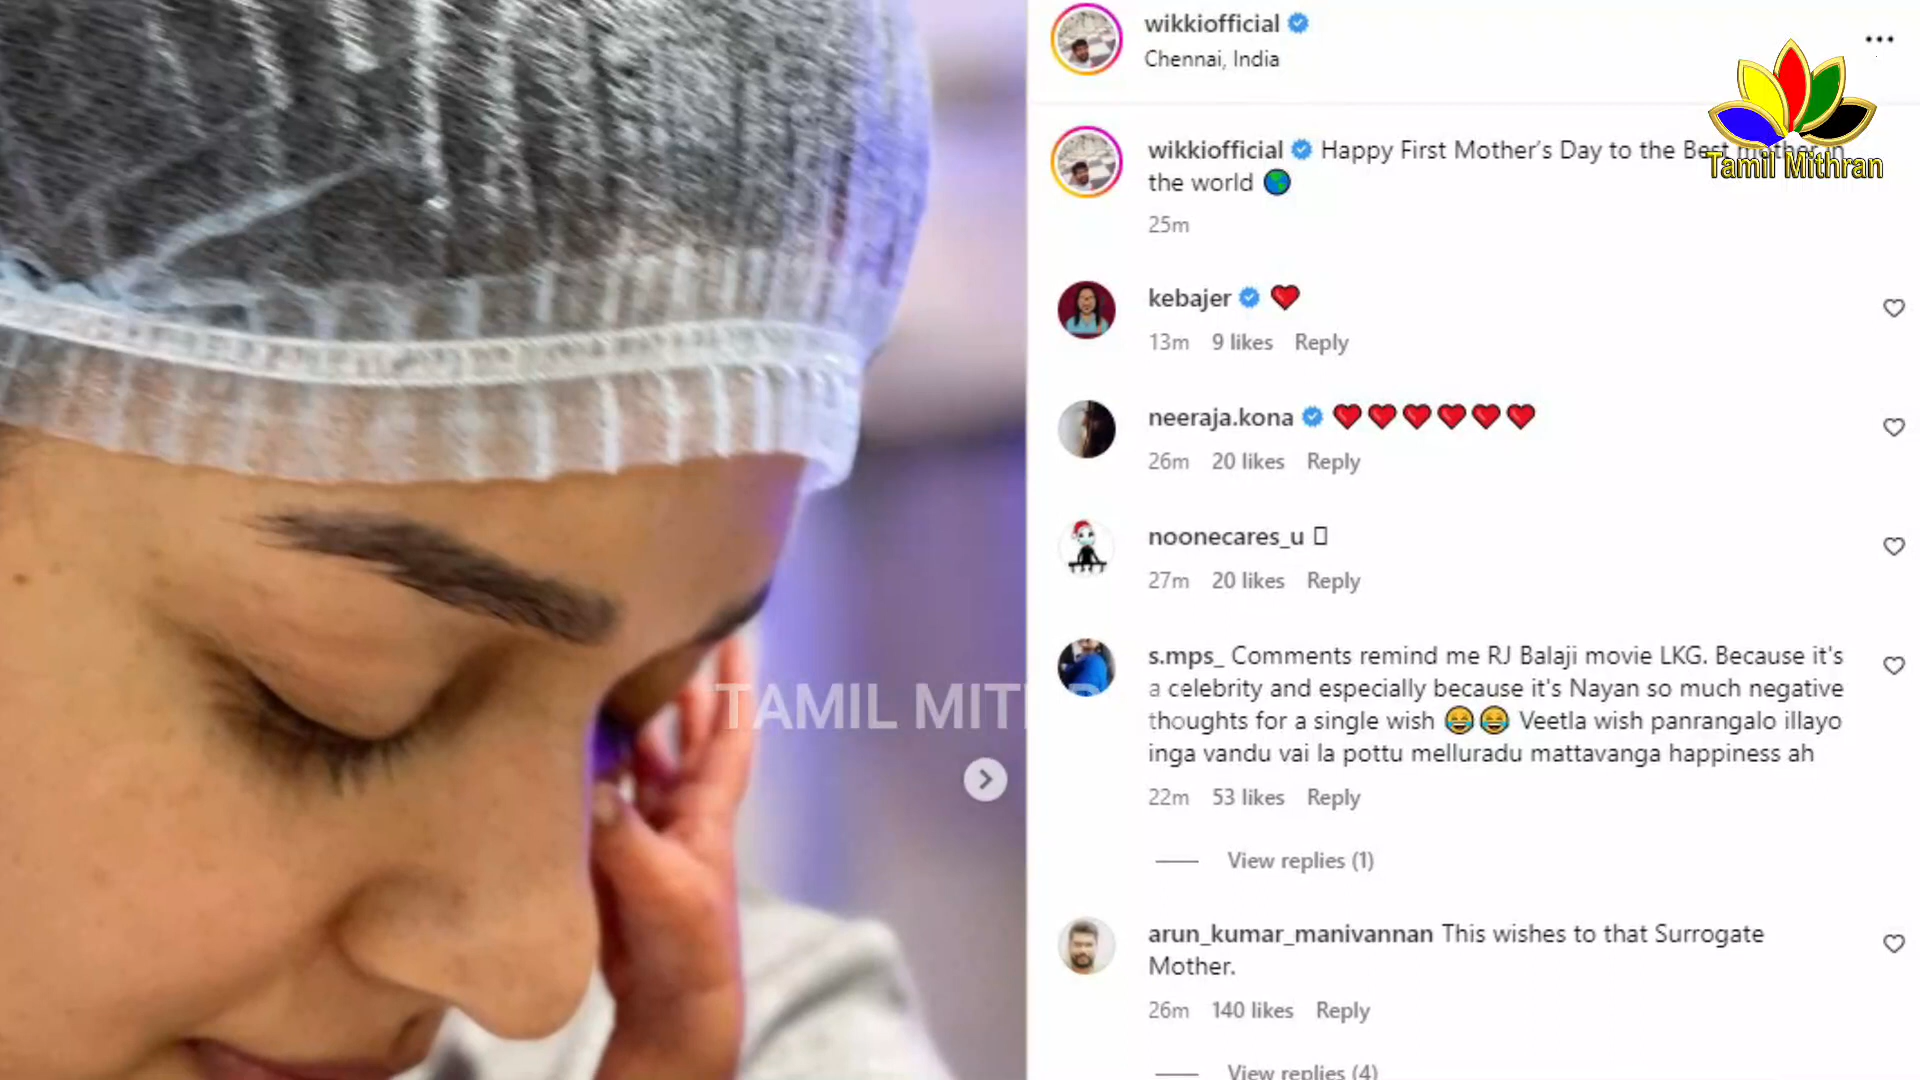 wikkiofficial
Chennai, India
Tamil Mithran
wikkiofficial Happy First Mother's Day to the Best mother in
the world
25m
kebajer
13m 9 likes Reply
neeraja.kona
26m 20 likes Reply
noonecares_u
27m 20 likes Reply
s.mps_ Comments remind me RJ Balaji movie LKG. Because it's
a celebrity and especially because it's Nayan so much negative
thoughts for a single wish 😂😂 Veetla wish panrangalo illayo
inga vandu vai la pottu melluradu mattavanga happiness ah
22m 53 likes Reply
View replies (1)
arun_kumar_manivannan This wishes to that Surrogate
Mother.
26m 140 likes Reply
View replies (4)
TAMIL